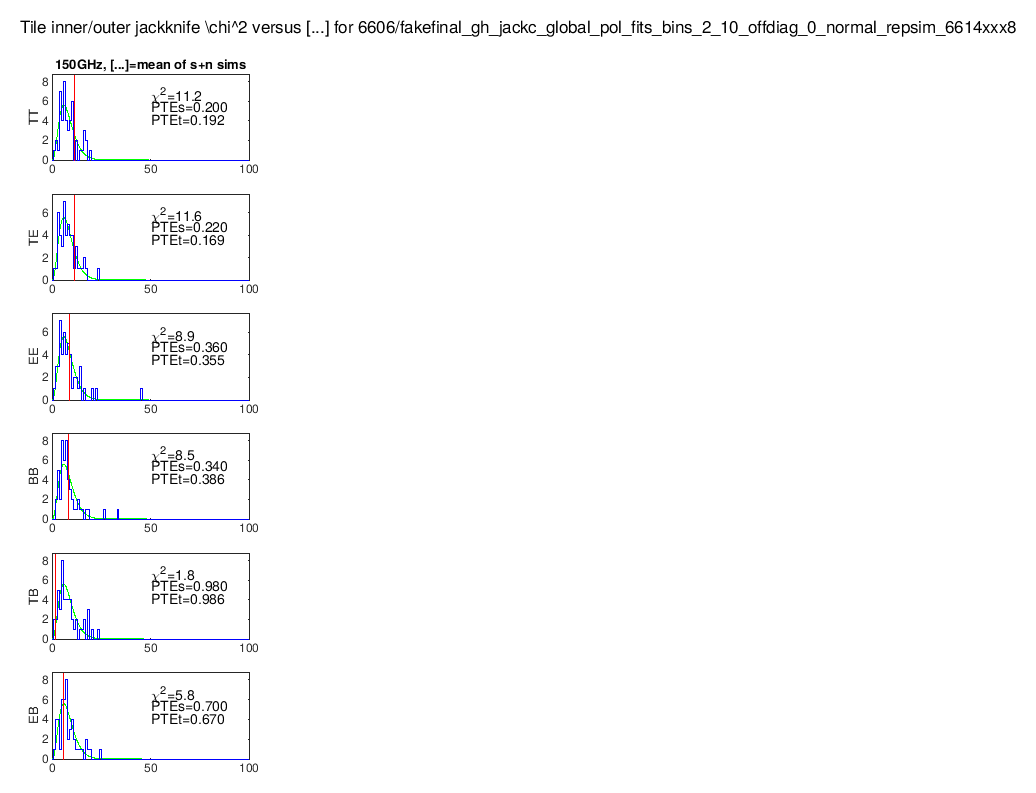 Tile inner/outer jackknife \chi^2 versus [...] for 6606/fakefinal_gh_jackc_global_pol_fits_bins_2_10_offdiag_0_normal_repsim_6614xxx8
150GHz, [...]=mean of s+n sims
TT
8
6
4
2
0
χ²=11.2
PTEs=0.200
PTEt=0.192
0 50 100
TE
6
4
2
0
χ²=11.6
PTEs=0.220
PTEt=0.169
0 50 100
EE
6
4
2
0
χ²=8.9
PTEs=0.360
PTEt=0.355
0 50 100
BB
8
6
4
2
0
χ²=8.5
PTEs=0.340
PTEt=0.386
0 50 100
TB
8
6
4
2
0
χ²=1.8
PTEs=0.980
PTEt=0.986
0 50 100
EB
8
6
4
2
0
χ²=5.8
PTEs=0.700
PTEt=0.670
0 50 100